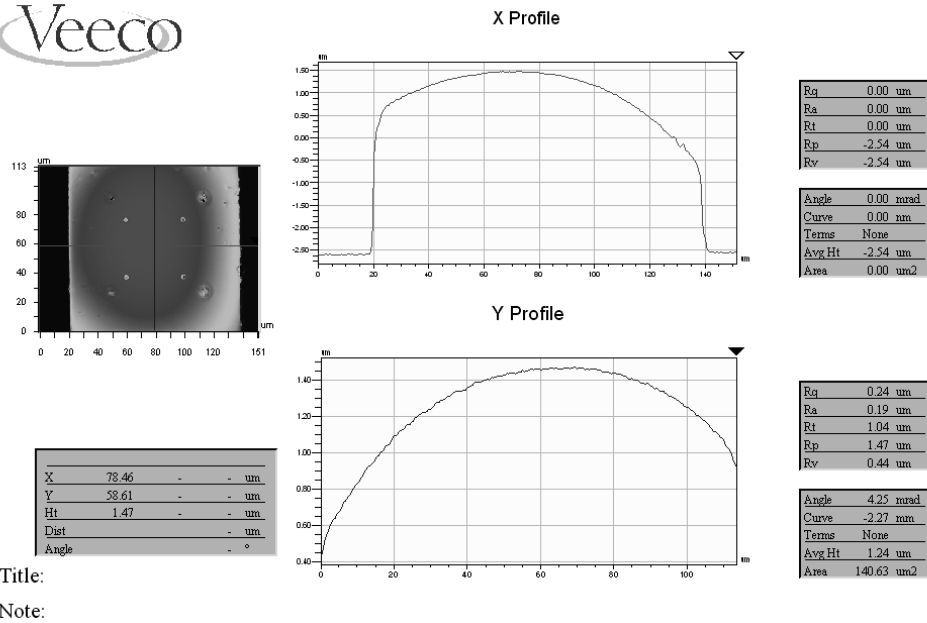 Veeco
X Profile
um
1.50
1.00
0.50
0.00
-0.50
-1.00
-1.50
-2.00
-2.50
0 20 40 60 80 100 120 140 um
Rq 0.00 um
Ra 0.00 um
Rt 0.00 um
Rp -2.54 um
Rv -2.54 um
Angle 0.00 mrad
Curve 0.00 nm
Terms None
Avg Ht -2.54 um
Area 0.00 um2
um
113
80
60
40
20
0
um
0 20 40 60 80 100 120 151
Y Profile
um
1.40
1.20
1.00
0.80
0.60
0.40
0 20 40 60 80 100 um
Rq 0.24 um
Ra 0.19 um
Rt 1.04 um
Rp 1.47 um
Rv 0.44 um
Angle 4.25 mrad
Curve -2.27 mm
Terms None
Avg Ht 1.24 um
Area 140.63 um2
X 78.46 - - um
Y 58.61 - - um
Ht 1.47 - - um
Dist - um
Angle - °
Title:
Note: